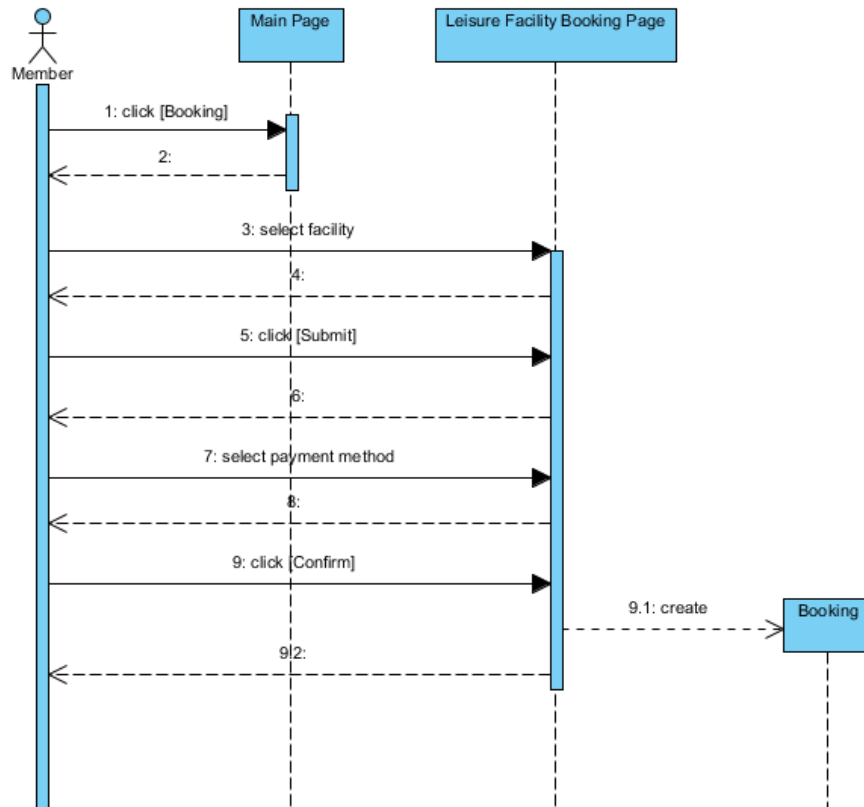 Main Page
Leisure Facility Booking Page
Member
1: click [Booking]
2:
3: select facility
4:
5: click [Submit]
6:
7: select payment method
8:
9: click [Confirm]
9.1: create
Booking
9.2: